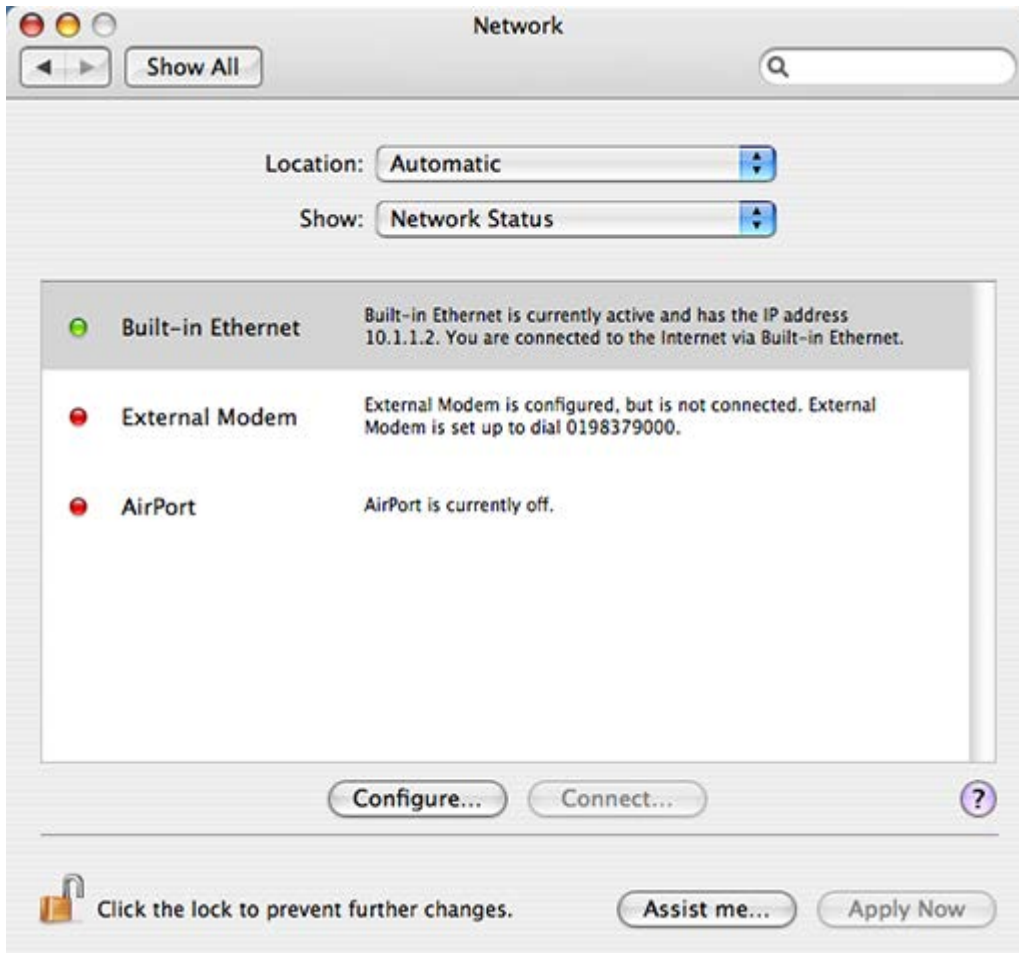 Network
Show All
Location: Automatic
Show: Network Status
Built-in Ethernet
Built-in Ethernet is currently active and has the IP address
10.1.1.2. You are connected to the Internet via Built-in Ethernet.
External Modem
External Modem is configured, but is not connected. External
Modem is set up to dial 0198379000.
AirPort
AirPort is currently off.
Configure...
Connect...
?
Click the lock to prevent further changes.
Assist me...
Apply Now